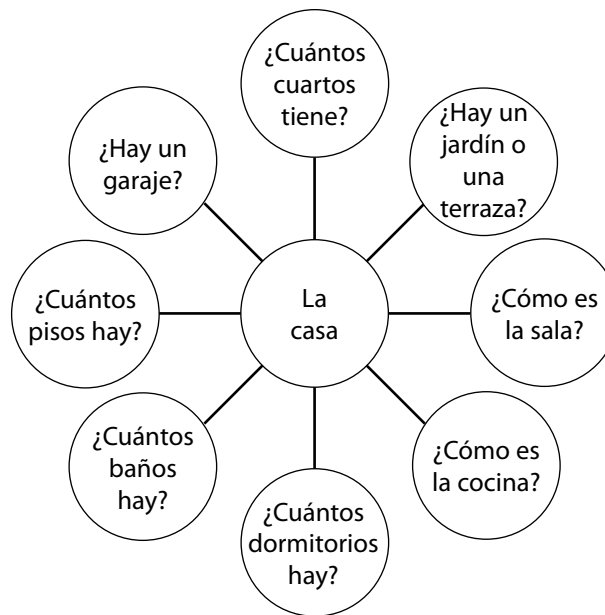 ¿Cuántos
cuartos
tiene?
¿Hay un
jardín o
una
terraza?
¿Cómo es
la sala?
¿Cómo es
la cocina?
¿Cuántos
dormitorios
hay?
¿Cuántos
baños
hay?
¿Cuántos
pisos hay?
¿Hay un
garaje?
La
casa